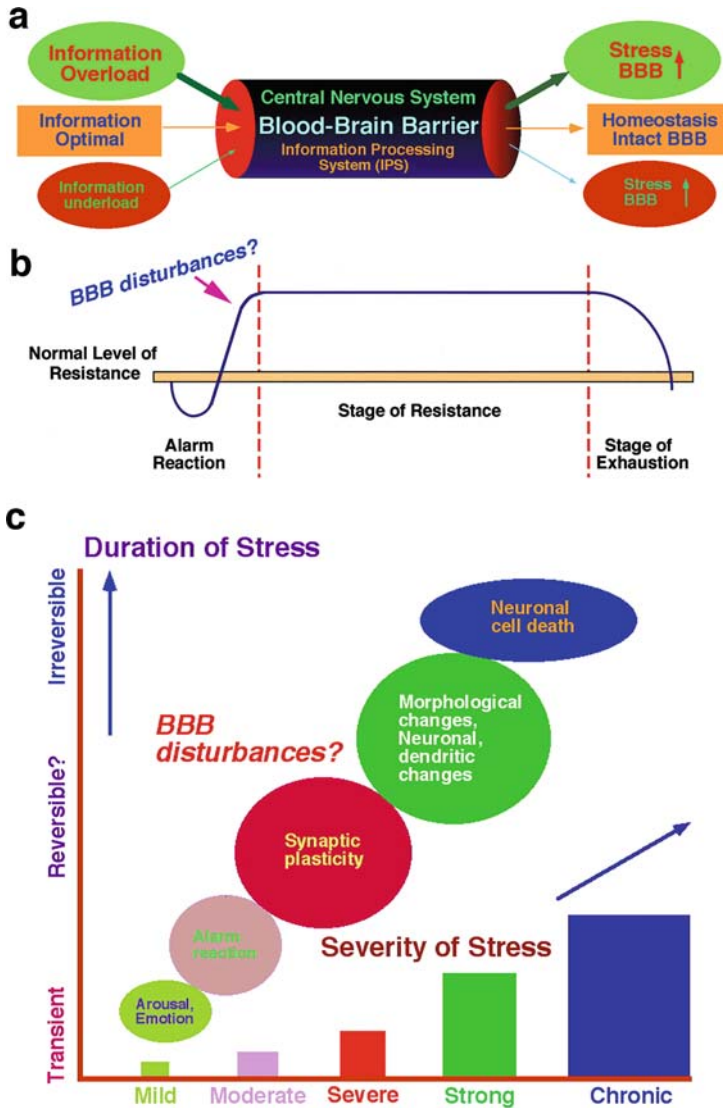 a
Information
Overload
Information
Optimal
Information
underload
Central Nervous System
Blood-Brain Barrier
Information Processing
System (IPS)
Stress
BBB
Homeostasis
Intact BBB
Stress
BBB
b
BBB disturbances?
Normal Level of
Resistance
Alarm
Reaction
Stage of Resistance
Stage of
Exhaustion
c
Duration of Stress
Irreversible
Reversible?
Transient
Neuronal
cell death
Morphological
changes,
Neuronal,
dendritic
changes
BBB
disturbances?
Synaptic
plasticity
Alarm
reaction
Arousal,
Emotion
Severity of Stress
Mild
Moderate
Severe
Strong
Chronic